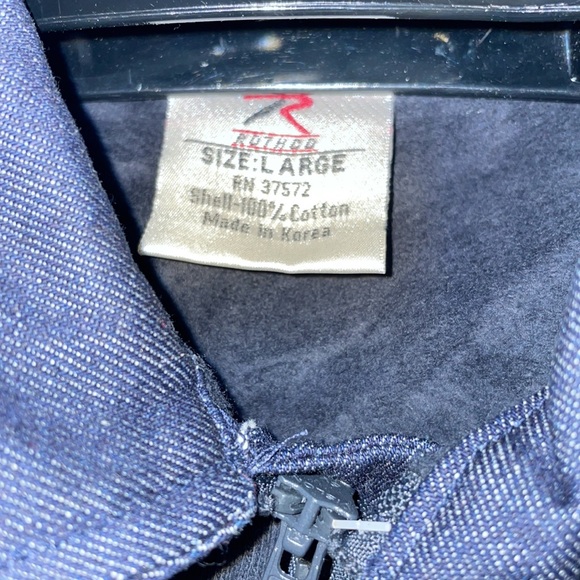 R
ROTHCO
SIZE:LARGE
RN 37572
Shell-100%Cotton
Made in Korea